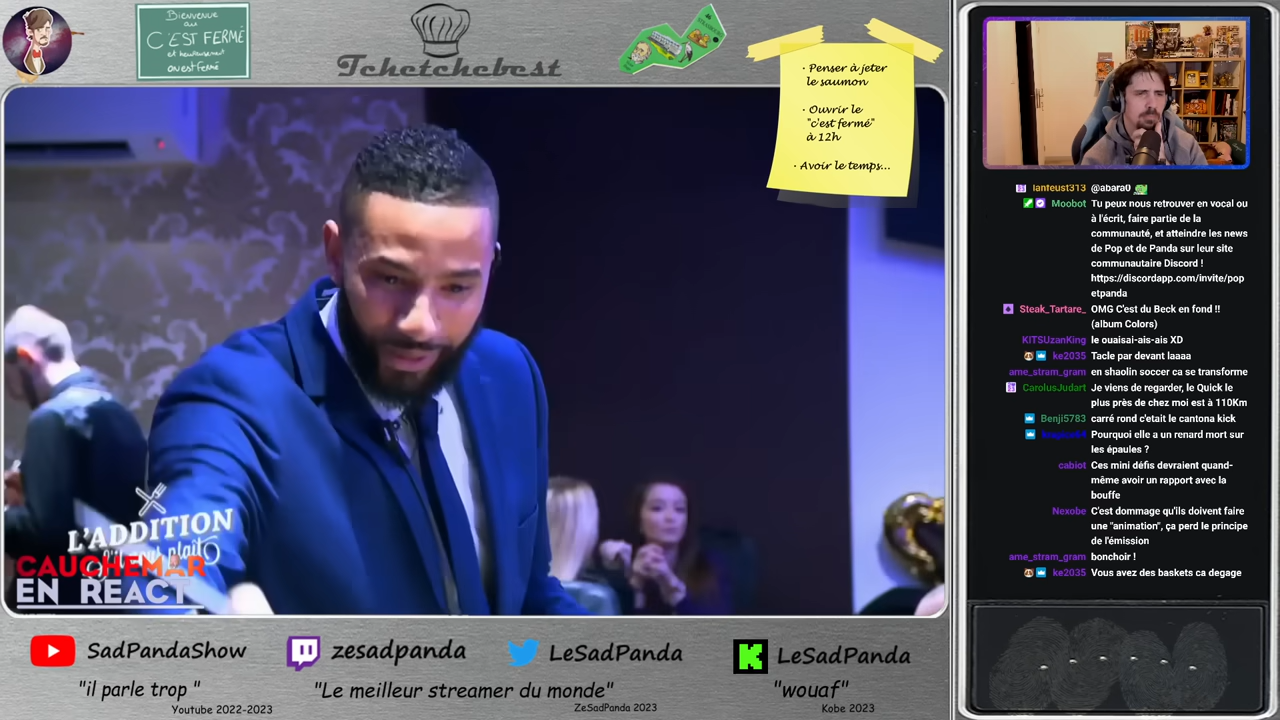 Bienvenue
au
C'EST FERMÉ
et heureusement
on est fermé
Tchetchebest
· Penser à jeter
le saumon
· Ouvrir le
"c'est fermé"
à 12h
· Avoir le temps...
L'ADDITION
s'il vous plaît
CAUCHEMAR
EN REACT
SadPandaShow
zesadpanda
LeSadPanda
LeSadPanda
"il parle trop "
Youtube 2022-2023
"Le meilleur streamer du monde"
ZeSadPanda 2023
"wouaf"
Kobe 2023
lanfeust313 @abara0
Moobot Tu peux nous retrouver en vocal ou
à l'écrit, faire partie de la
communauté, et atteindre les news
de Pop et de Panda sur leur site
communautaire Discord !
https://discordapp.com/invite/pop
etpanda
Steak_Tartare_ OMG C'est du Beck en fond !!
(album Colors)
KITSUzanKing le ouaisai-ais-ais XD
ke2035 Tacle par devant laaaa
ame_stram_gram en shaolin soccer ca se transforme
CarolusJudart Je viens de regarder, le Quick le
plus près de chez moi est à 110Km
Benji5783 carré rond c'etait le cantona kick
Pourquoi elle a un renard mort sur
les épaules ?
cabiot Ces mini défis devraient quand-
même avoir un rapport avec la
bouffe
Nexobe C'est dommage qu'ils doivent faire
une "animation", ça perd le principe
de l'émission
ame_stram_gram bonchoir !
ke2035 Vous avez des baskets ca degage